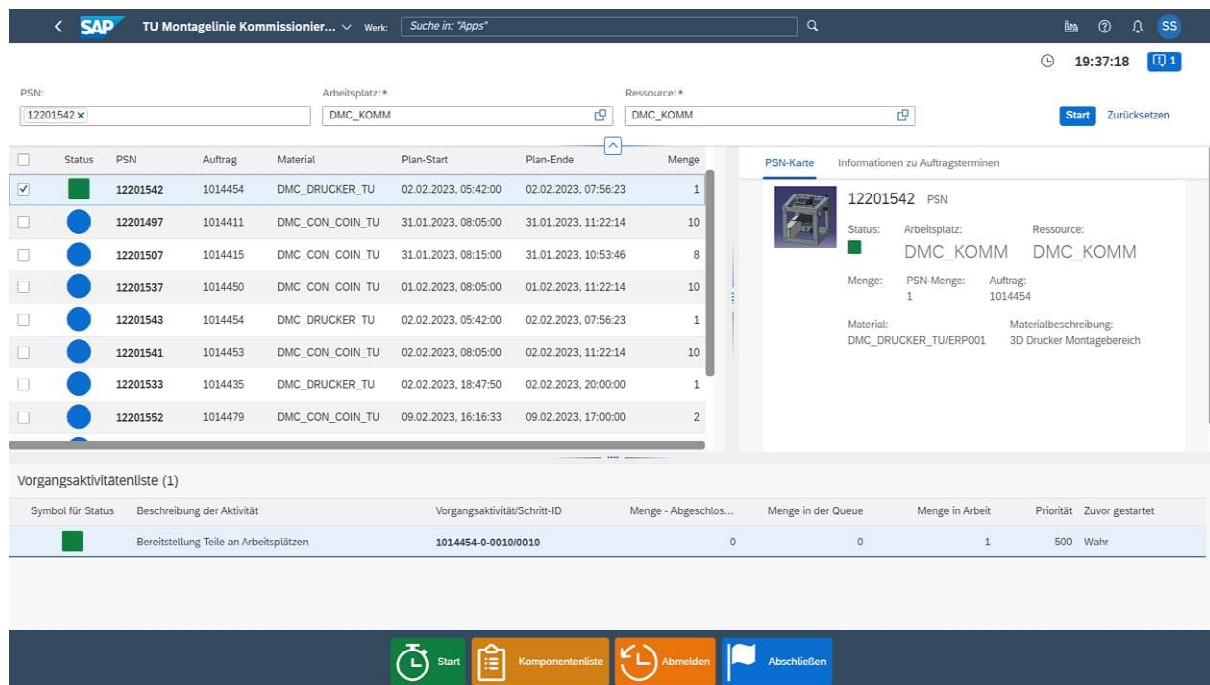 SAP TU Montagelinie Kommissionier... Werk: Suche in: "Apps" SS
19:37:18 1
PSN: Arbeitsplatz:* Ressource:*
12201542 x DMC_KOMM DMC_KOMM Start Zurücksetzen
Status PSN Auftrag Material Plan-Start Plan-Ende Menge
12201542 1014454 DMC_DRUCKER_TU 02.02.2023, 05:42:00 02.02.2023, 07:56:23 1
12201497 1014411 DMC_CON_COIN_TU 31.01.2023, 08:05:00 31.01.2023, 11:22:14 10
12201507 1014415 DMC_CON_COIN_TU 31.01.2023, 08:15:00 31.01.2023, 10:53:46 8
12201537 1014450 DMC_CON_COIN_TU 01.02.2023, 08:05:00 01.02.2023, 11:22:14 10
12201543 1014454 DMC_DRUCKER_TU 02.02.2023, 05:42:00 02.02.2023, 07:56:23 1
12201541 1014453 DMC_CON_COIN_TU 02.02.2023, 08:05:00 02.02.2023, 11:22:14 10
12201533 1014435 DMC_DRUCKER_TU 02.02.2023, 18:47:50 02.02.2023, 20:00:00 1
12201552 1014479 DMC_CON_COIN_TU 09.02.2023, 16:16:33 09.02.2023, 17:00:00 2
PSN-Karte Informationen zu Auftragsterminen
12201542 PSN
Status: Arbeitsplatz: Ressource:
DMC_KOMM DMC_KOMM
Menge: PSN-Menge: Auftrag:
1 1014454
Material: Materialbeschreibung:
DMC_DRUCKER_TU/ERP001 3D Drucker Montagebereich
Vorgangsaktivitätenliste (1)
Symbol für Status Beschreibung der Aktivität Vorgangsaktivität/Schritt-ID Menge - Abgeschlos... Menge in der Queue Menge in Arbeit Priorität Zuvor gestartet
Bereitstellung Teile an Arbeitsplätzen 1014454-0-0010/0010 0 0 1 500 Wahr
Start Komponentenliste Abmelden Abschließen